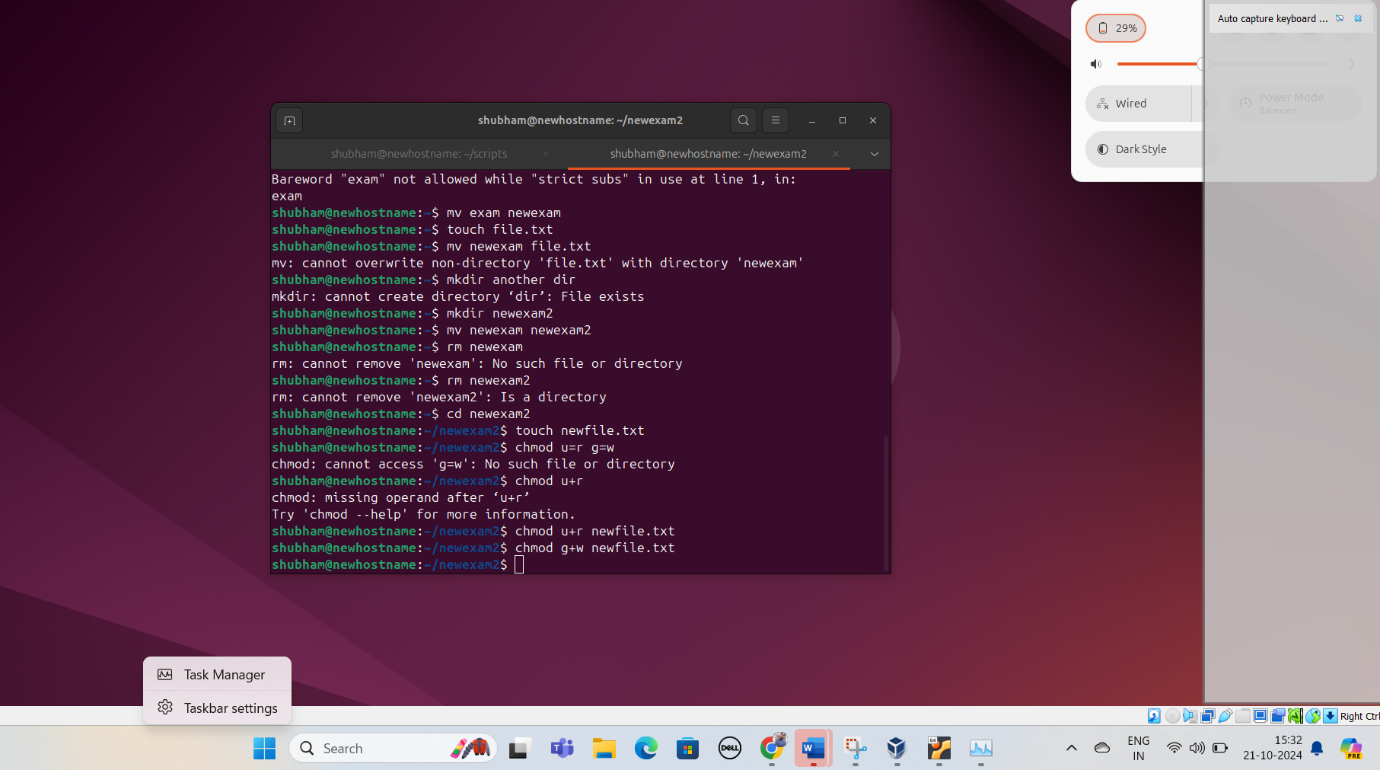 Auto capture keyboard ...
29%
Wired
Power Mode
Balanced
Dark Style
shubham@newhostname: ~/newexam2
shubham@newhostname: ~/scripts
shubham@newhostname: ~/newexam2
Bareword "exam" not allowed while "strict subs" in use at line 1, in:
exam
shubham@newhostname:~$ mv exam newexam
shubham@newhostname:~$ touch file.txt
shubham@newhostname:~$ mv newexam file.txt
mv: cannot overwrite non-directory 'file.txt' with directory 'newexam'
shubham@newhostname:~$ mkdir another dir
mkdir: cannot create directory ‘dir’: File exists
shubham@newhostname:~$ mkdir newexam2
shubham@newhostname:~$ mv newexam newexam2
shubham@newhostname:~$ rm newexam
rm: cannot remove 'newexam': No such file or directory
shubham@newhostname:~$ rm newexam2
rm: cannot remove 'newexam2': Is a directory
shubham@newhostname:~$ cd newexam2
shubham@newhostname:~/newexam2$ touch newfile.txt
shubham@newhostname:~/newexam2$ chmod u=r g=w
chmod: cannot access 'g=w': No such file or directory
shubham@newhostname:~/newexam2$ chmod u+r
chmod: missing operand after ‘u+r’
Try 'chmod --help' for more information.
shubham@newhostname:~/newexam2$ chmod u+r newfile.txt
shubham@newhostname:~/newexam2$ chmod g+w newfile.txt
shubham@newhostname:~/newexam2$
Task Manager
Taskbar settings
Right Ctrl
Search
DELL
W
ENG
IN
15:32
21-10-2024
PRE